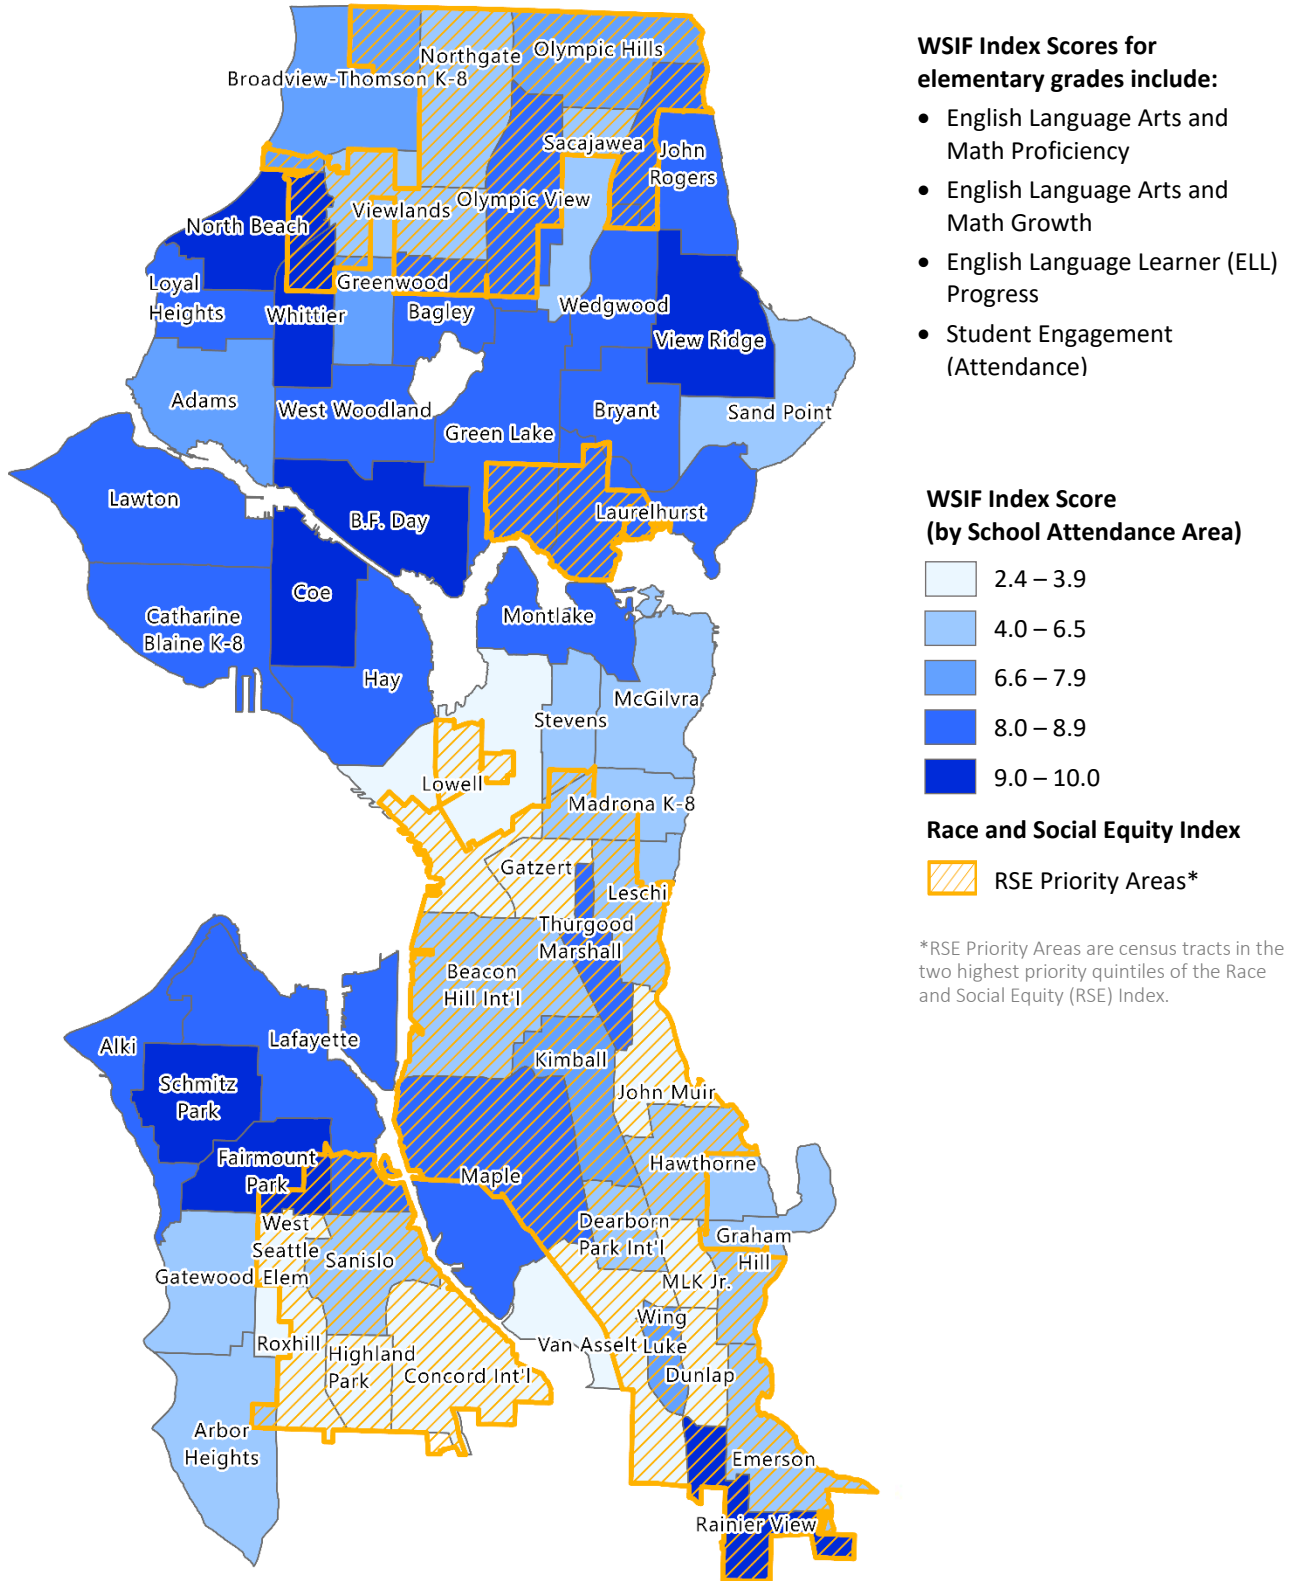 WSIF Index Scores for
elementary grades include:
• English Language Arts and
Math Proficiency
• English Language Arts and
Math Growth
• English Language Learner (ELL)
Progress
• Student Engagement
(Attendance)
WSIF Index Score
(by School Attendance Area)
2.4 – 3.9
4.0 – 6.5
6.6 – 7.9
8.0 – 8.9
9.0 – 10.0
Race and Social Equity Index
RSE Priority Areas*
*RSE Priority Areas are census tracts in the
two highest priority quintiles of the Race
and Social Equity (RSE) Index.
Broadview-Thomson K-8
Northgate
Olympic Hills
Sacajawea
John
Rogers
Viewlands
Olympic View
North Beach
Loyal
Heights
Greenwood
Whittier
Bagley
Wedgwood
View Ridge
Adams
West Woodland
Green Lake
Bryant
Sand Point
Lawton
B.F. Day
Laurelhurst
Coe
Catharine
Blaine K-8
Montlake
Hay
McGilvra
Stevens
Lowell
Madrona K-8
Gatzert
Leschi
Thurgood
Marshall
Beacon
Hill Int'l
Alki
Lafayette
Kimball
Schmitz
Park
John Muir
Fairmount
Park
Maple
Hawthorne
West
Seattle
Elem
Sanislo
Gatewood
Dearborn
Park Int'l
Graham
Hill
MLK Jr.
Wing
Luke
Van Asselt
Roxhill
Highland
Park
Concord Int'l
Dunlap
Arbor
Heights
Emerson
Rainier View